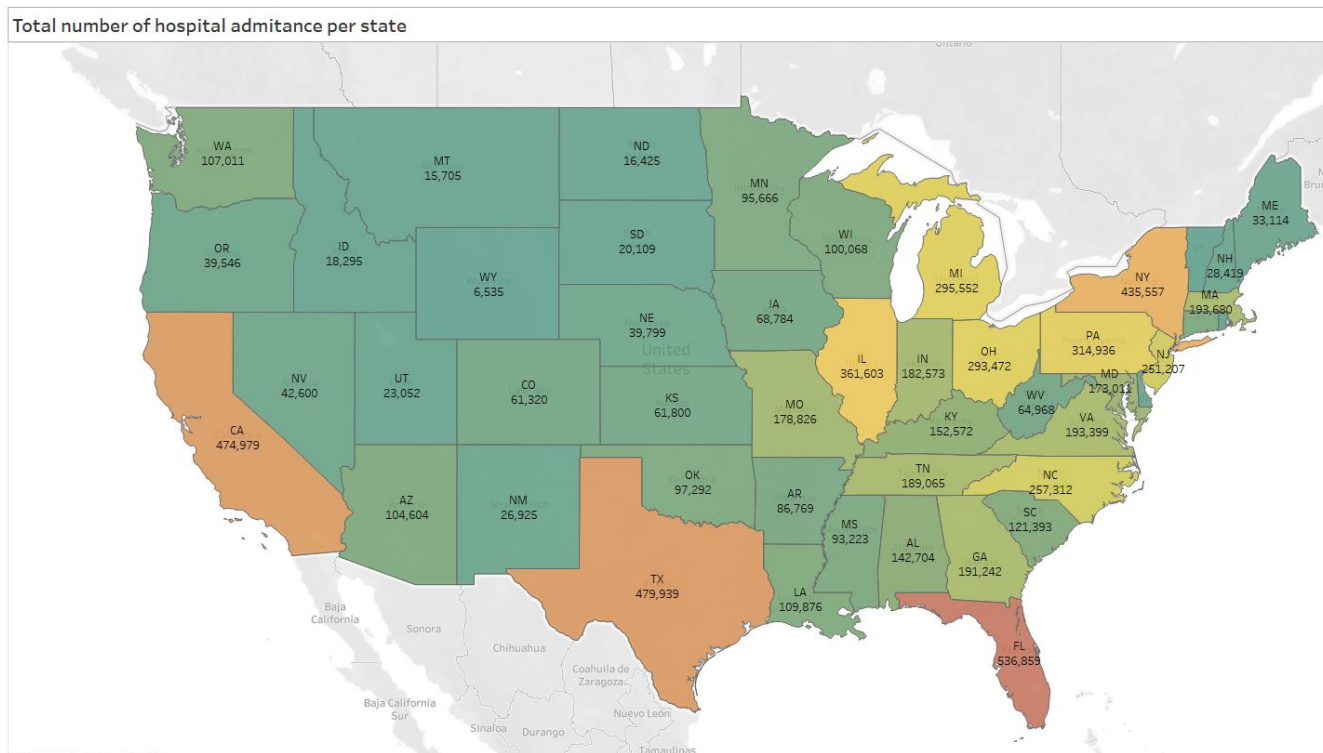 Total number of hospital admitance per state
Ontario
WA
107,011
MT
15,705
ND
16,425
MN
95,666
ME
33,114
OR
39,546
ID
18,295
SD
20,109
WI
100,068
NH
28,419
WY
6,535
MI
295,552
NY
435,557
MA
193,680
IA
68,784
NE
39,799
United
States
PA
314,936
NJ
251,207
OH
293,472
IL
361,603
IN
182,573
MD
173,011
NV
42,600
UT
23,052
CO
61,320
KS
61,800
MO
178,826
WV
64,968
VA
193,399
KY
152,572
CA
474,979
TN
189,065
NC
257,312
OK
97,292
AR
86,769
AZ
104,604
NM
26,925
SC
121,393
MS
93,223
AL
142,704
GA
191,242
TX
479,939
LA
109,876
FL
536,859
Baja
California
Sonora
Chihuahua
Coahuila de
Zaragoza
Baja California
Sur
Nuevo León
Sinaloa
Durango
Tamaulipas